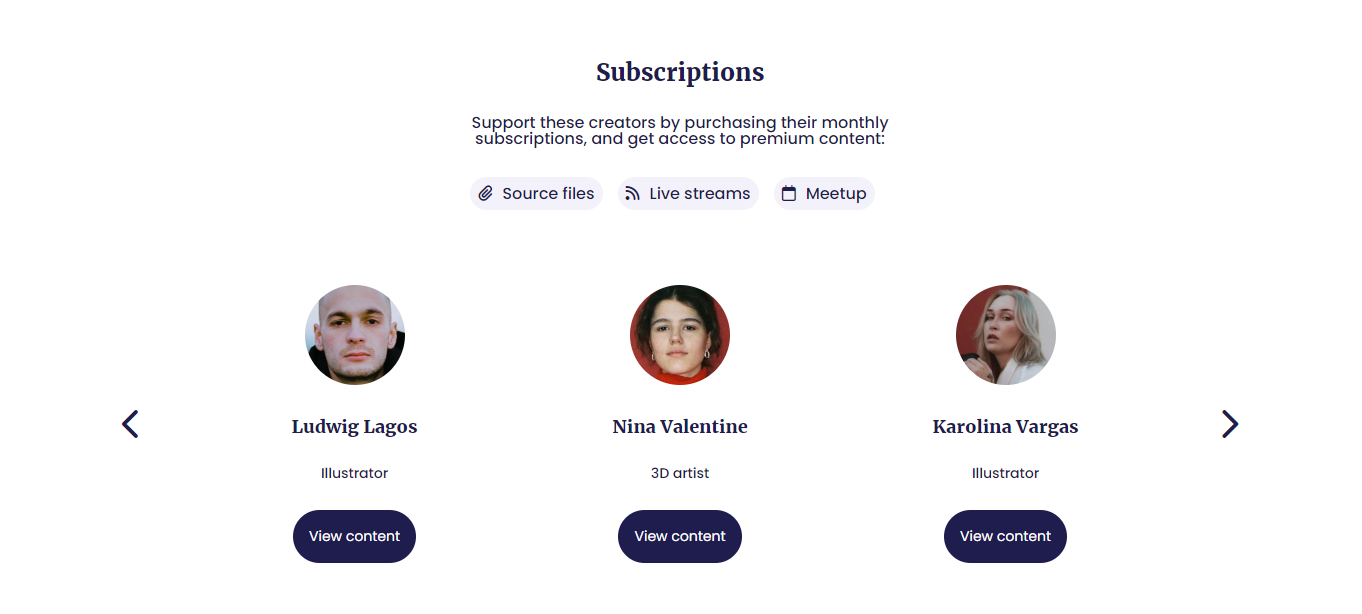 Subscriptions
Support these creators by purchasing their monthly
subscriptions, and get access to premium content:
Source files
Live streams
Meetup
Ludwig Lagos
Nina Valentine
Karolina Vargas
Illustrator
3D artist
Illustrator
View content
View content
View content